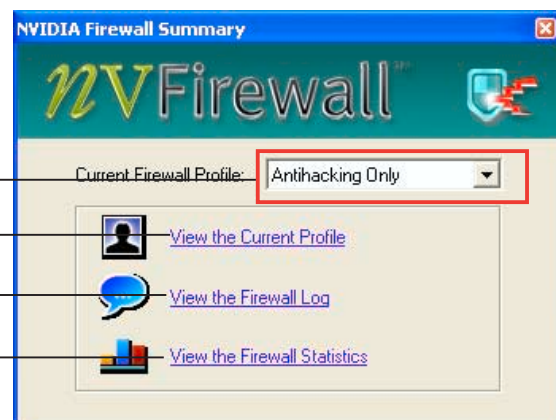 NVIDIA Firewall Summary
NVFirewall
Current Firewall Profile: Antihacking Only
View the Current Profile
View the Firewall Log
View the Firewall Statistics